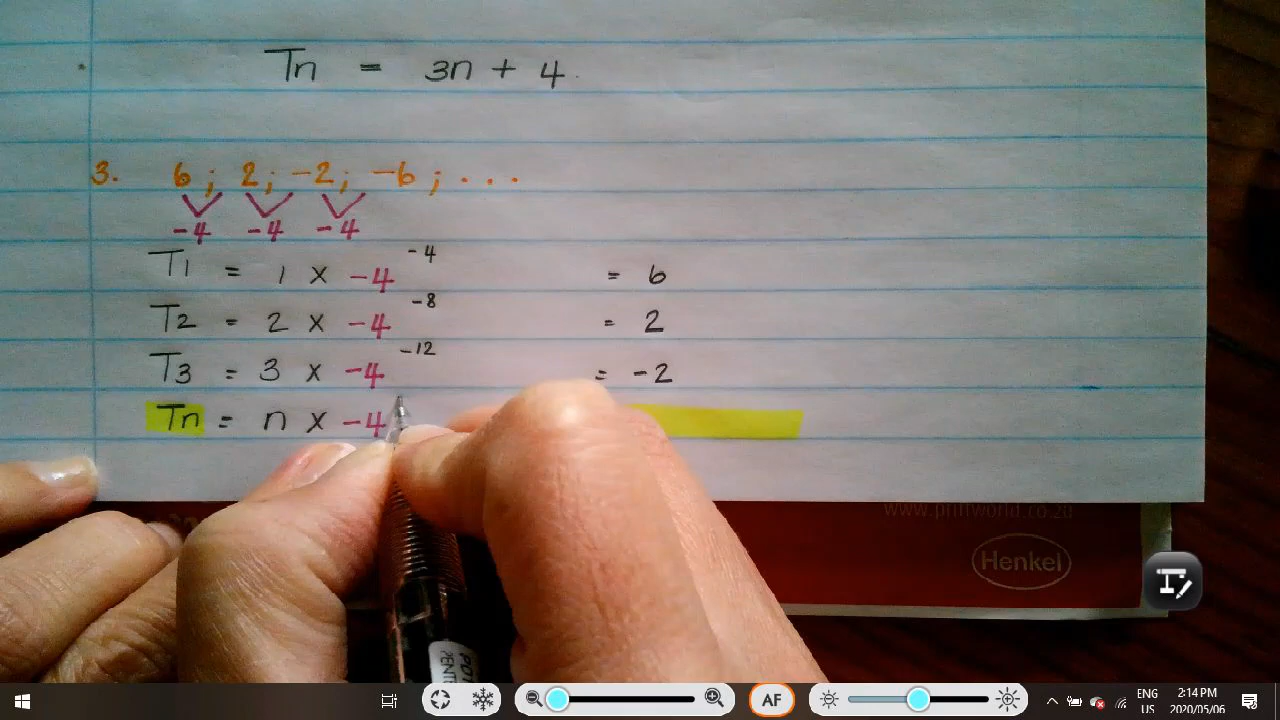 Tn = 3n + 4
3. 6 ; 2 ; -2 ; -6 ; . . .
-4 -4 -4
-4
T1 = 1 x -4 = 6
-8
T2 = 2 x -4 = 2
-12
T3 = 3 x -4 = -2
Tn = n x -4
www.prittworld.co.za
Henkel
AF
ENG
US
2:14 PM
2020/05/06